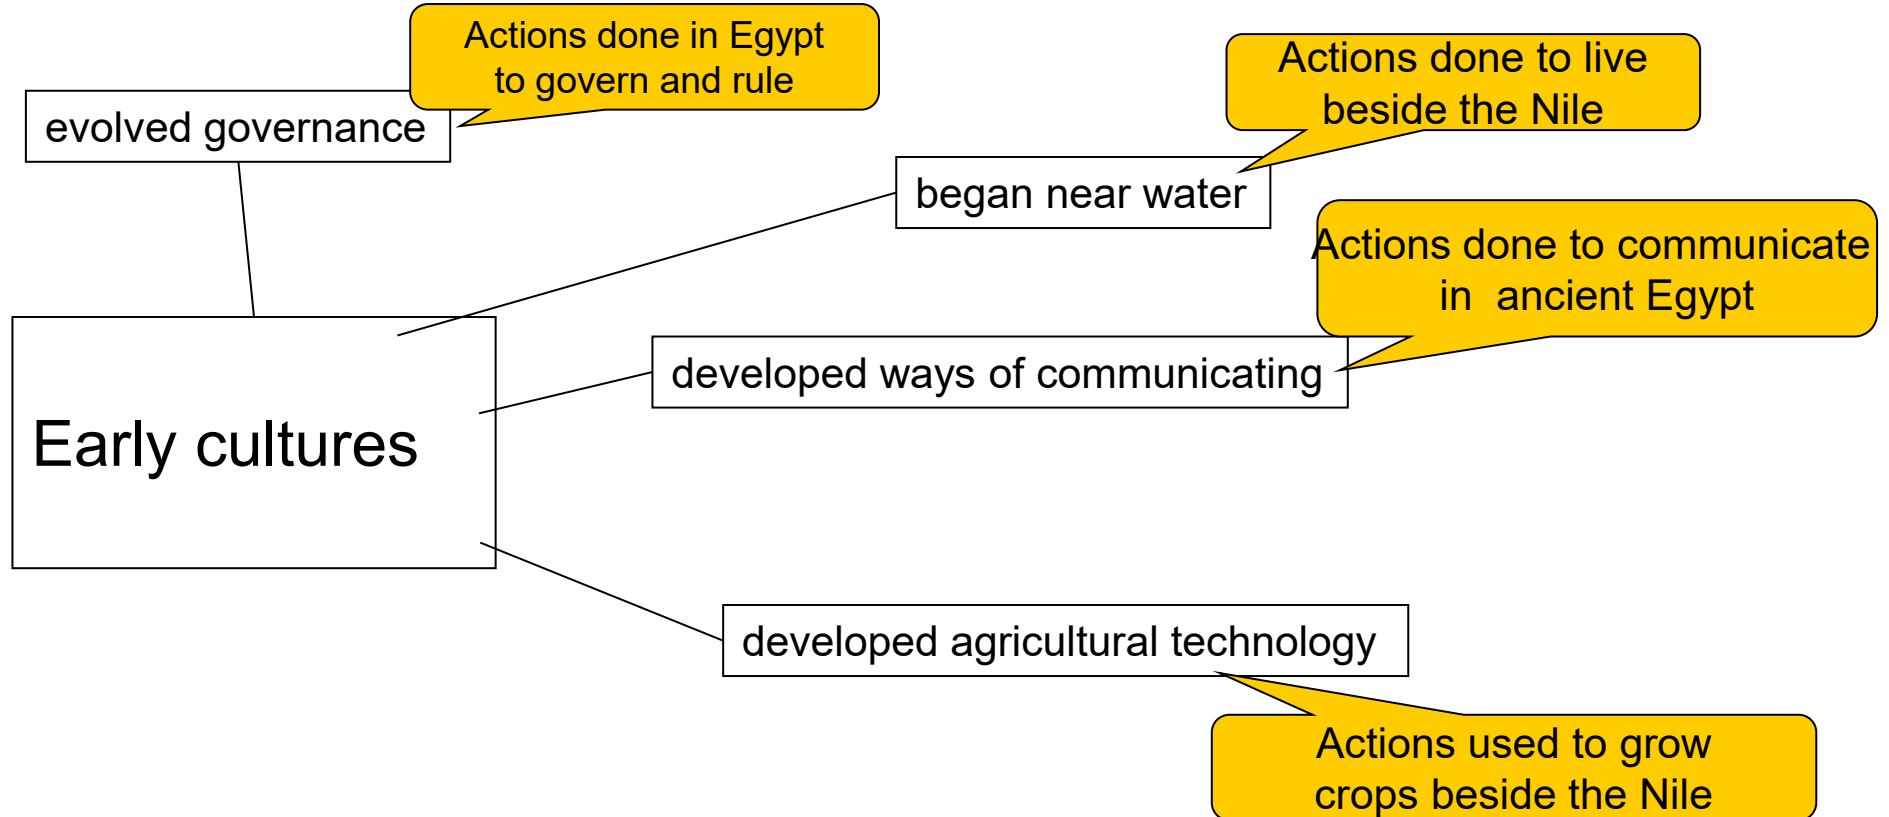 Actions done in Egypt
to govern and rule
evolved governance
Actions done to live
beside the Nile
began near water
Actions done to communicate
in  ancient Egypt
developed ways of communicating
Early cultures
developed agricultural technology
Actions used to grow
crops beside the Nile